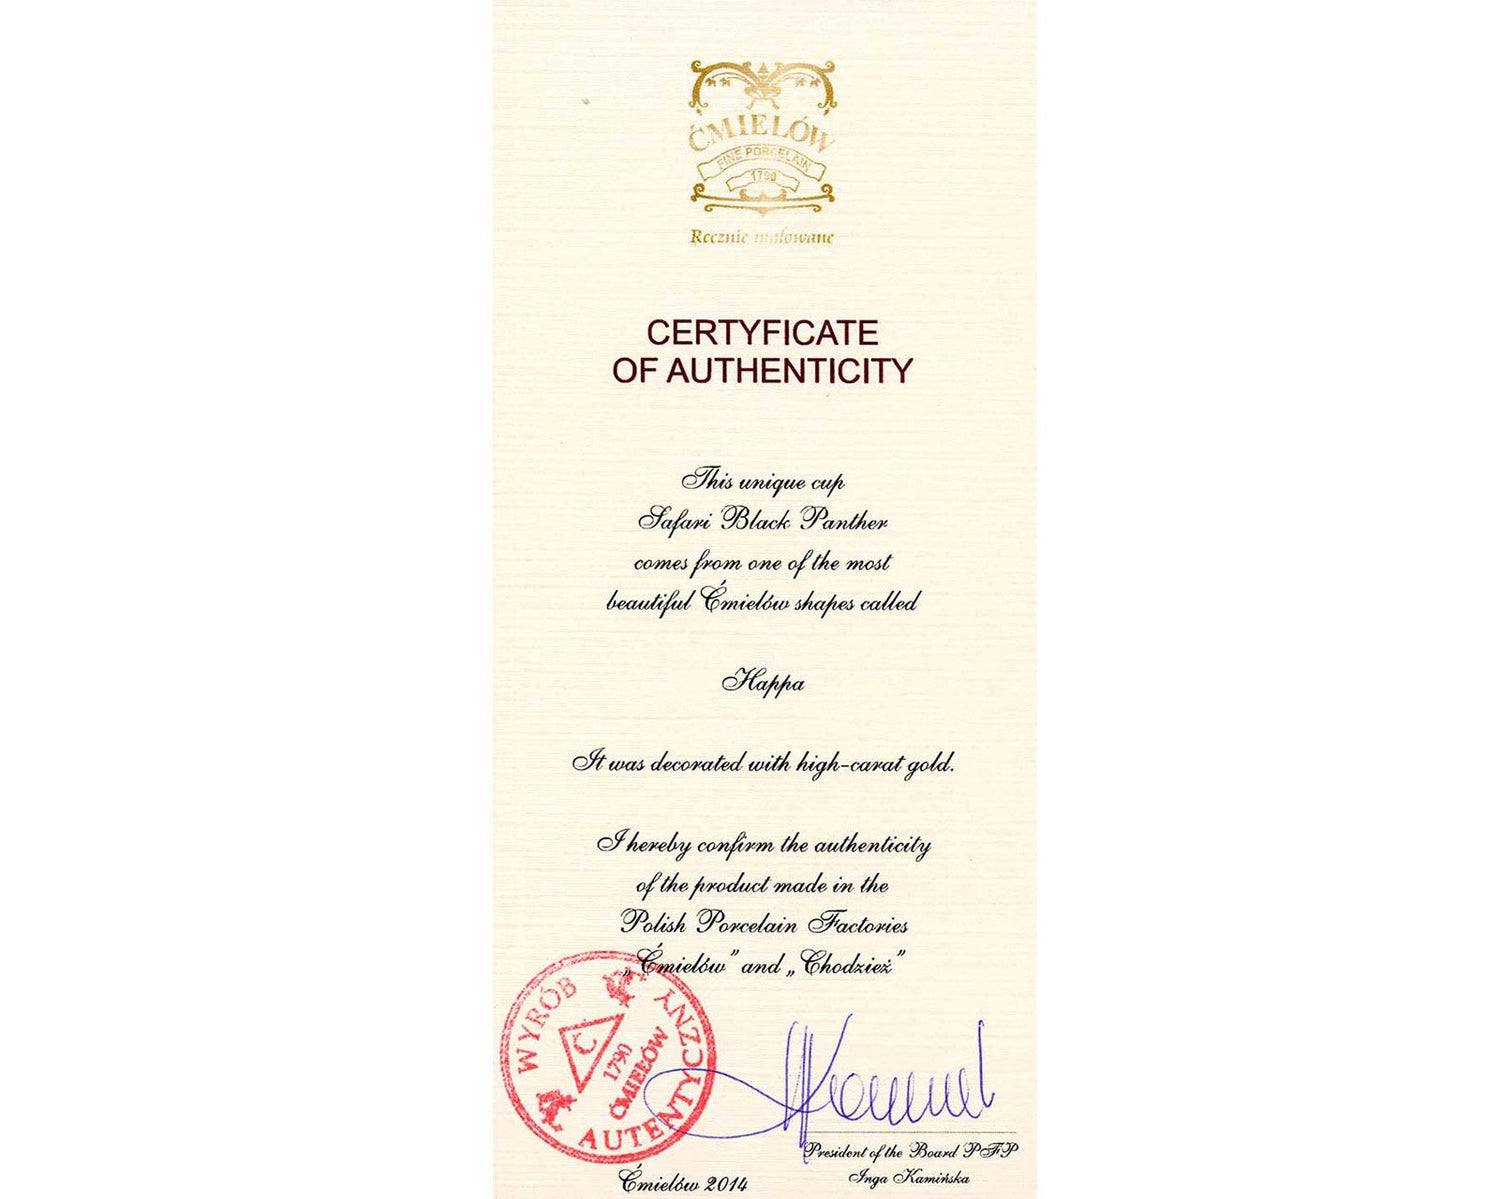 ĆMIELÓW
FINE PORCELAIN
1790
Ręcznie malowane
CERTYFICATE
OF AUTHENTICITY
This unique cup
Safari Black Panther
comes from one of the most
beautiful Ćmielów shapes called
Happa
It was decorated with high-carat gold.
I hereby confirm the authenticity
of the product made in the
Polish Porcelain Factories
„Ćmielów” and „Chodzież”
WYRÓB AUTENTYCZNY
Ć
1790
ĆMIELÓW
President of the Board PFP
Inga Kamińska
Ćmielów 2014